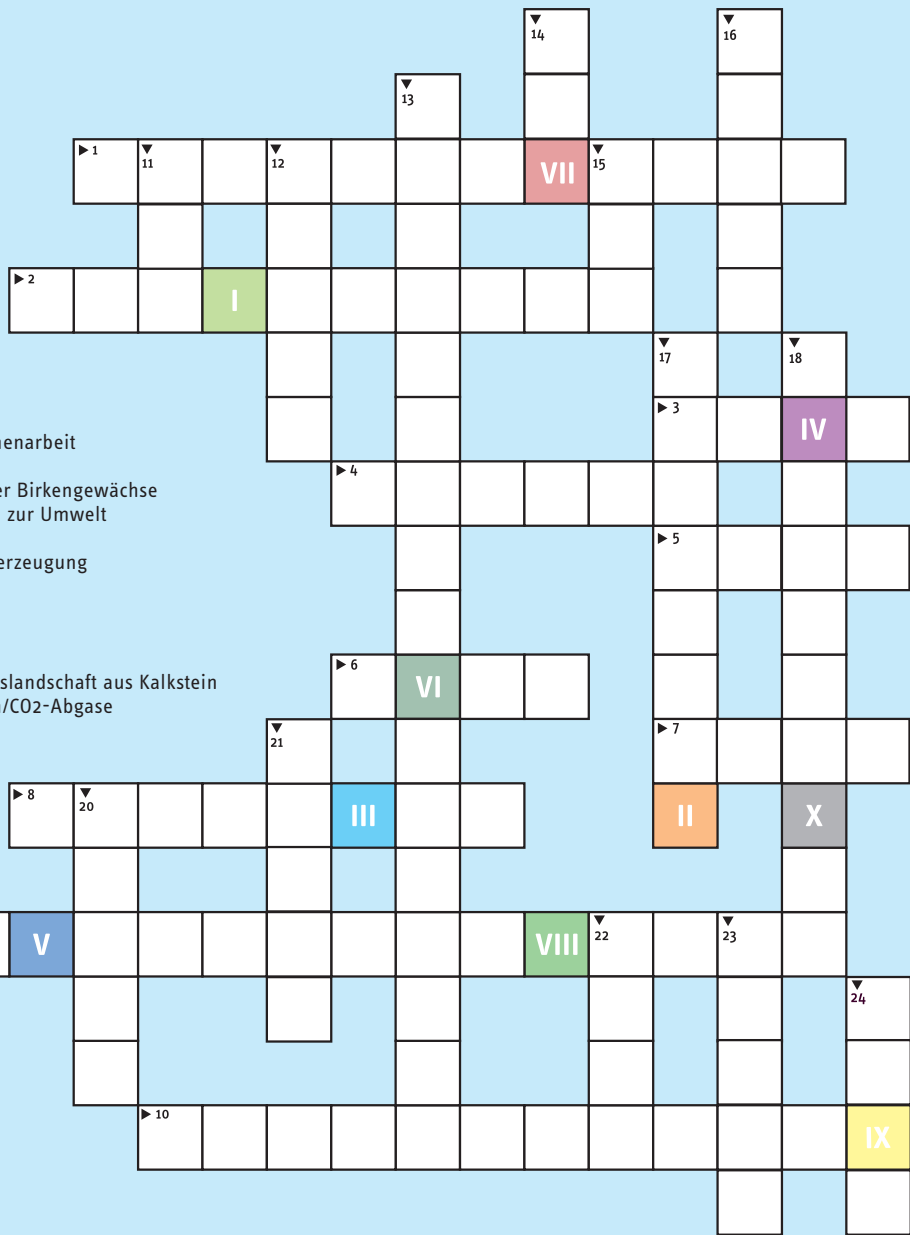 ▼ 14
▼ 16
▼ 13
▶ 1
▼ 11
▼ 12
VII
▼ 15
▶ 2
I
▼ 17
▼ 18
▶ 3
IV
enarbeit
▶ 4
er Birkengewächse
zur Umwelt
▶ 5
erzeugung
▶ 6
VI
slandschaft aus Kalkstein
/CO2-Abgase
▼ 21
▶ 7
▶ 8
▼ 20
III
II
X
V
VIII
▼ 22
▼ 23
▼ 24
▶ 10
IX